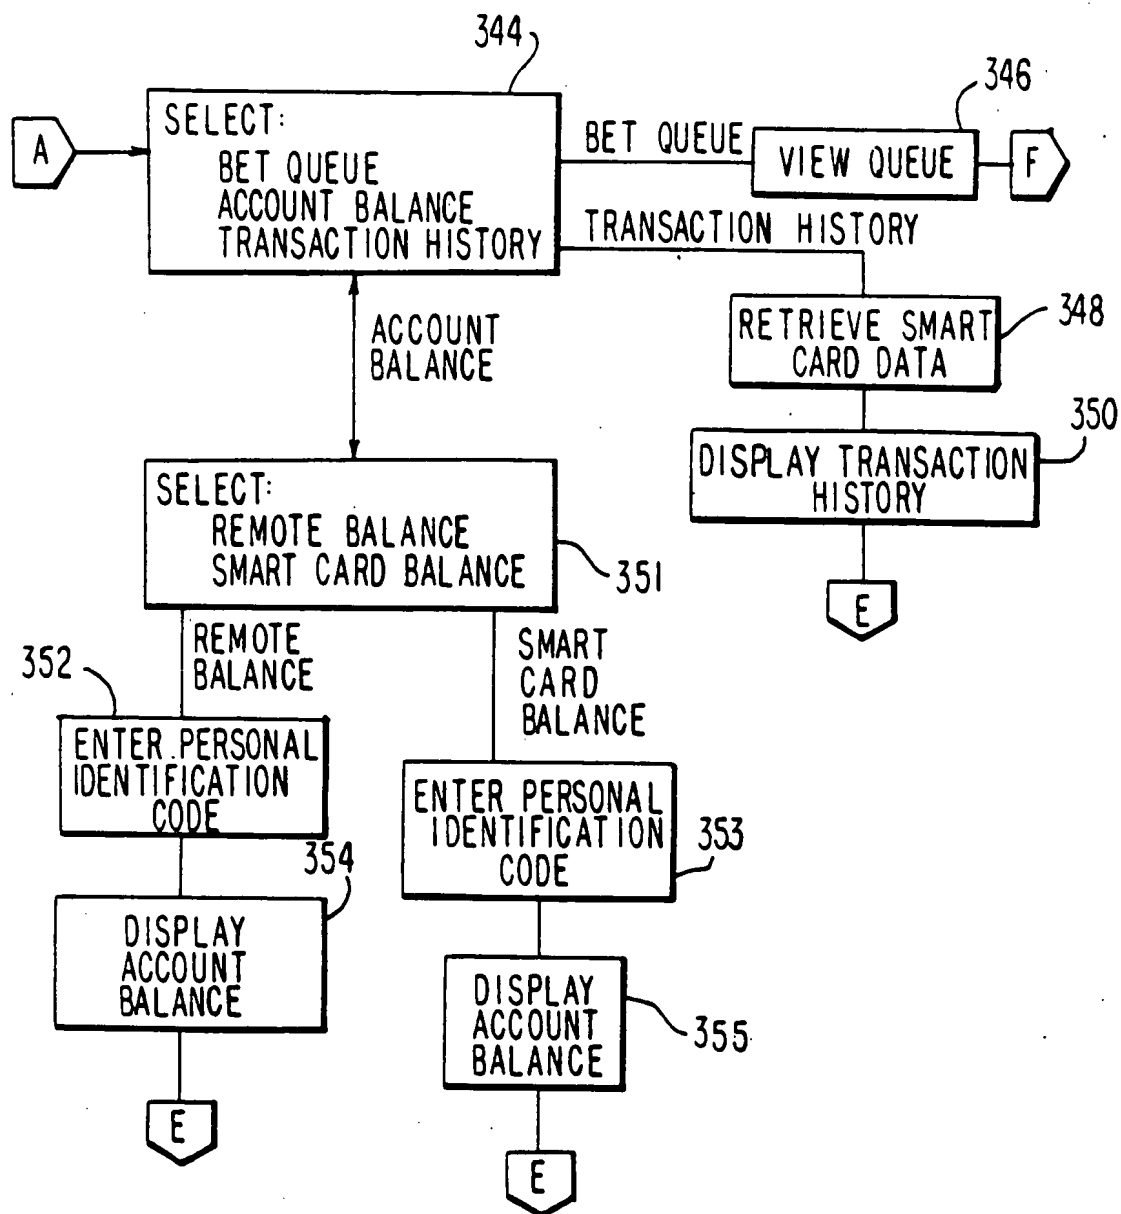 344
346
A
SELECT:
BET QUEUE
ACCOUNT BALANCE
TRANSACTION HISTORY
BET QUEUE
VIEW QUEUE
F
TRANSACTION HISTORY
RETRIEVE SMART
CARD DATA
348
ACCOUNT
BALANCE
350
DISPLAY TRANSACTION
HISTORY
E
SELECT:
REMOTE BALANCE
SMART CARD BALANCE
351
REMOTE
BALANCE
SMART
CARD
BALANCE
352
ENTER PERSONAL
IDENTIFICATION
CODE
ENTER PERSONAL
IDENTIFICATION
CODE
353
354
DISPLAY
ACCOUNT
BALANCE
DISPLAY
ACCOUNT
BALANCE
355
E
E